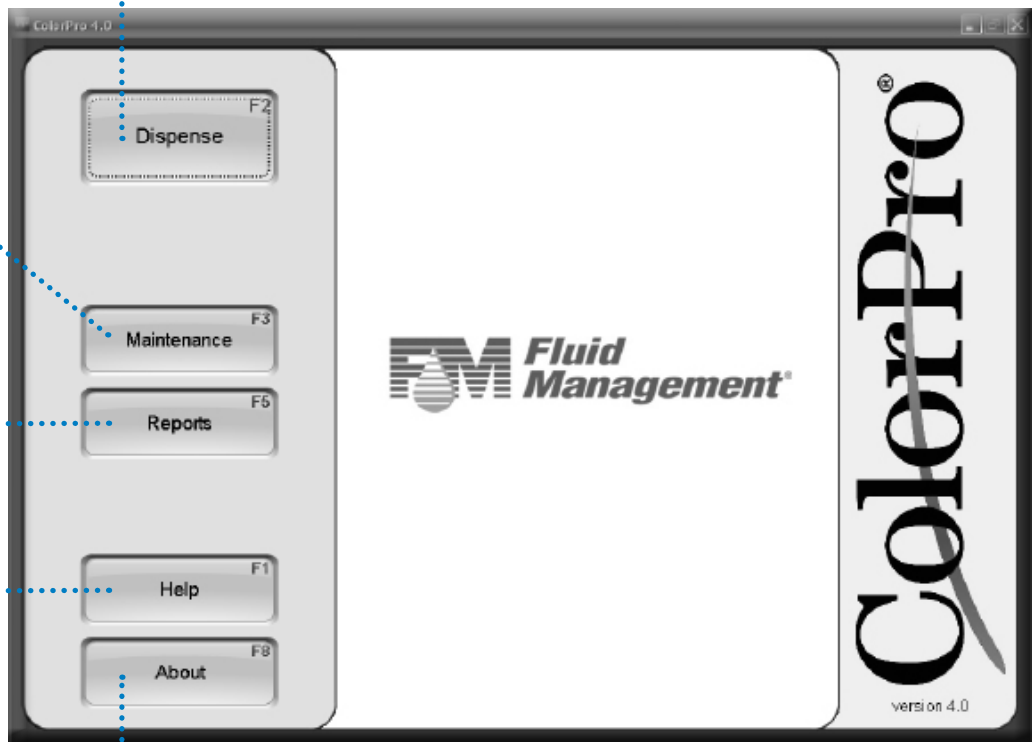 ColorPro 4.0
F2
Dispense
F3
Maintenance
F5
Reports
F1
Help
F8
About
FM Fluid
Management®
ColorPro®
version 4.0